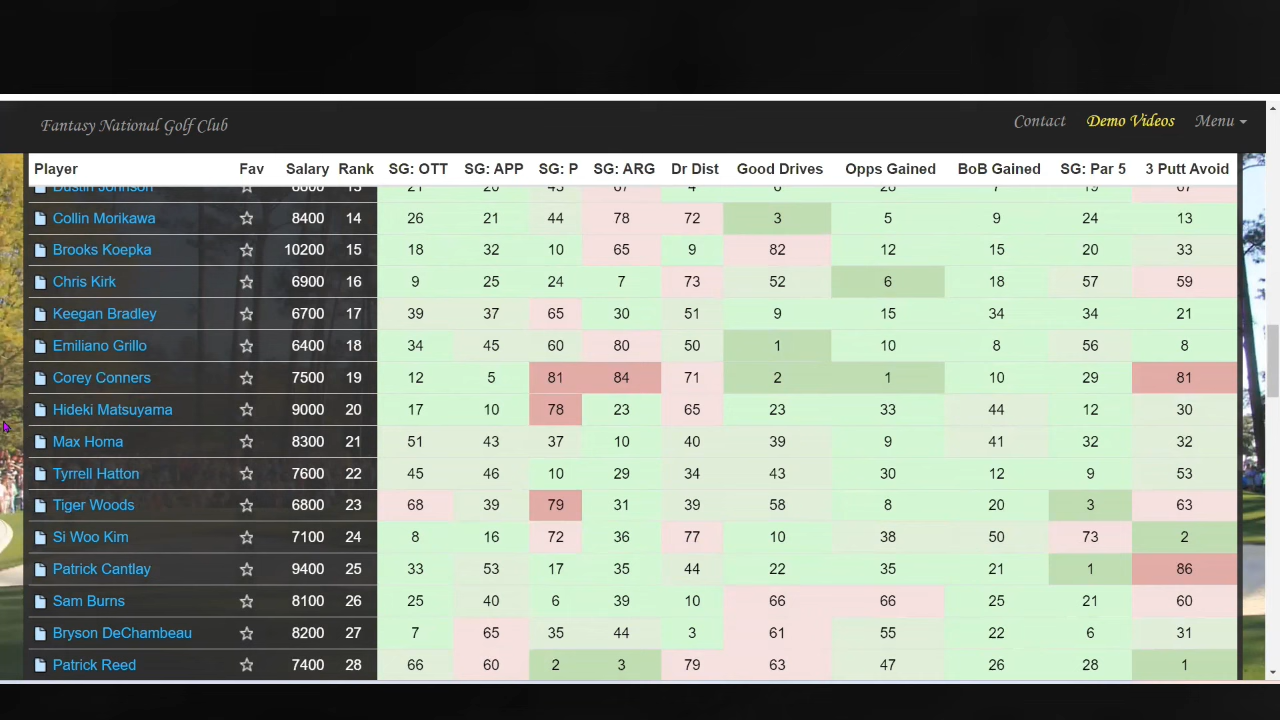 Fantasy National Golf Club Contact Demo Videos Menu
Player Fav Salary Rank SG: OTT SG: APP SG: P SG: ARG Dr Dist Good Drives Opps Gained BoB Gained SG: Par 5 3 Putt Avoid
Dustin Johnson 13 21 20 43 67 4 6 7 19 67
Collin Morikawa 8400 14 26 21 44 78 72 3 5 9 24 13
Brooks Koepka 10200 15 18 32 10 65 9 82 12 15 20 33
Chris Kirk 6900 16 9 25 24 7 73 52 6 18 57 59
Keegan Bradley 6700 17 39 37 65 30 51 9 15 34 34 21
Emiliano Grillo 6400 18 34 45 60 80 50 1 10 8 56 8
Corey Conners 7500 19 12 5 81 84 71 2 1 10 29 81
Hideki Matsuyama 9000 20 17 10 78 23 65 23 33 44 12 30
Max Homa 8300 21 51 43 37 10 40 39 9 41 32 32
Tyrrell Hatton 7600 22 45 46 10 29 34 43 30 12 9 53
Tiger Woods 6800 23 68 39 79 31 39 58 8 20 3 63
Si Woo Kim 7100 24 8 16 72 36 77 10 38 50 73 2
Patrick Cantlay 9400 25 33 53 17 35 44 22 35 21 1 86
Sam Burns 8100 26 25 40 6 39 10 66 66 25 21 60
Bryson DeChambeau 8200 27 7 65 35 44 3 61 55 22 6 31
Patrick Reed 7400 28 66 60 2 3 79 63 47 26 28 1